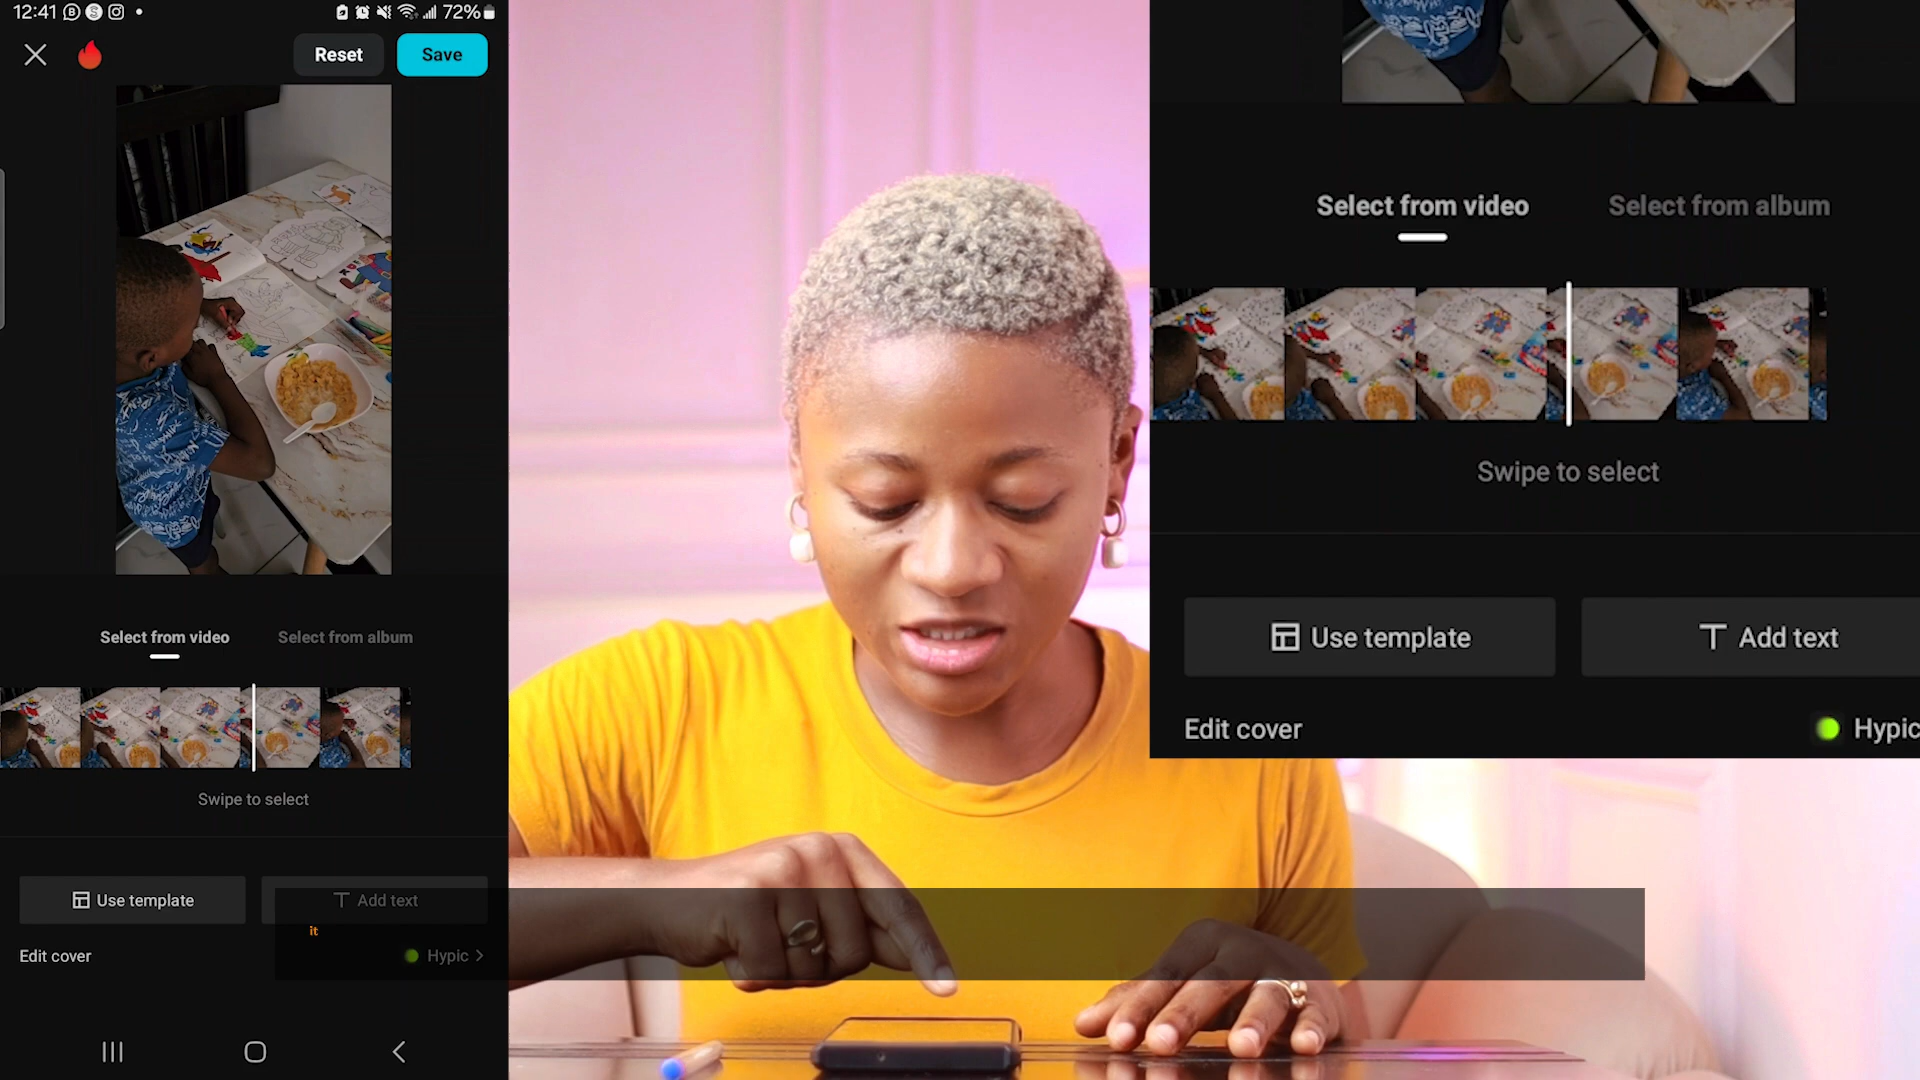 12:41
72%
Reset
Save
Select from video
Select from album
Swipe to select
Use template
Add text
Edit cover
Hypic
it
Select from video
Select from album
Swipe to select
Use template
Add text
Edit cover
Hypic